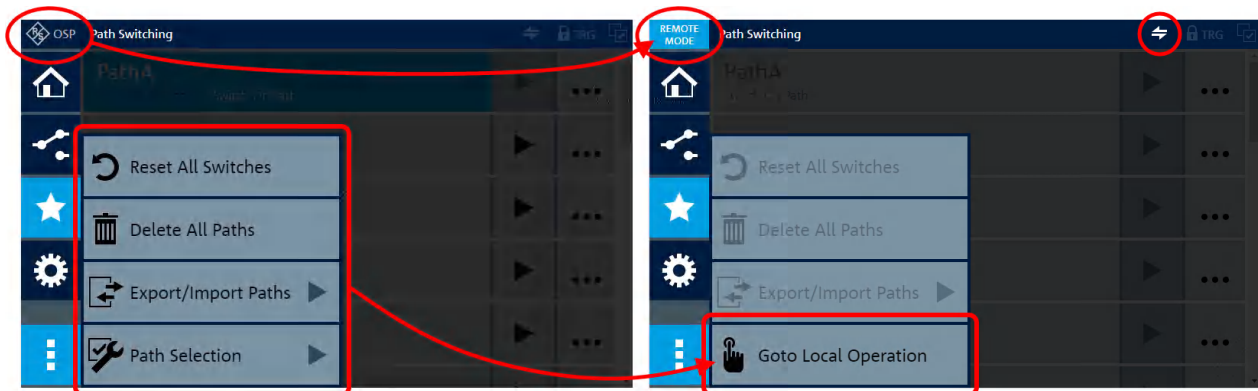 R&S OSP Path Switching TRG
PathA
Reset All Switches
Delete All Paths
Export/Import Paths
Path Selection
REMOTE MODE Path Switching TRG
PathA
Reset All Switches
Delete All Paths
Export/Import Paths
Goto Local Operation